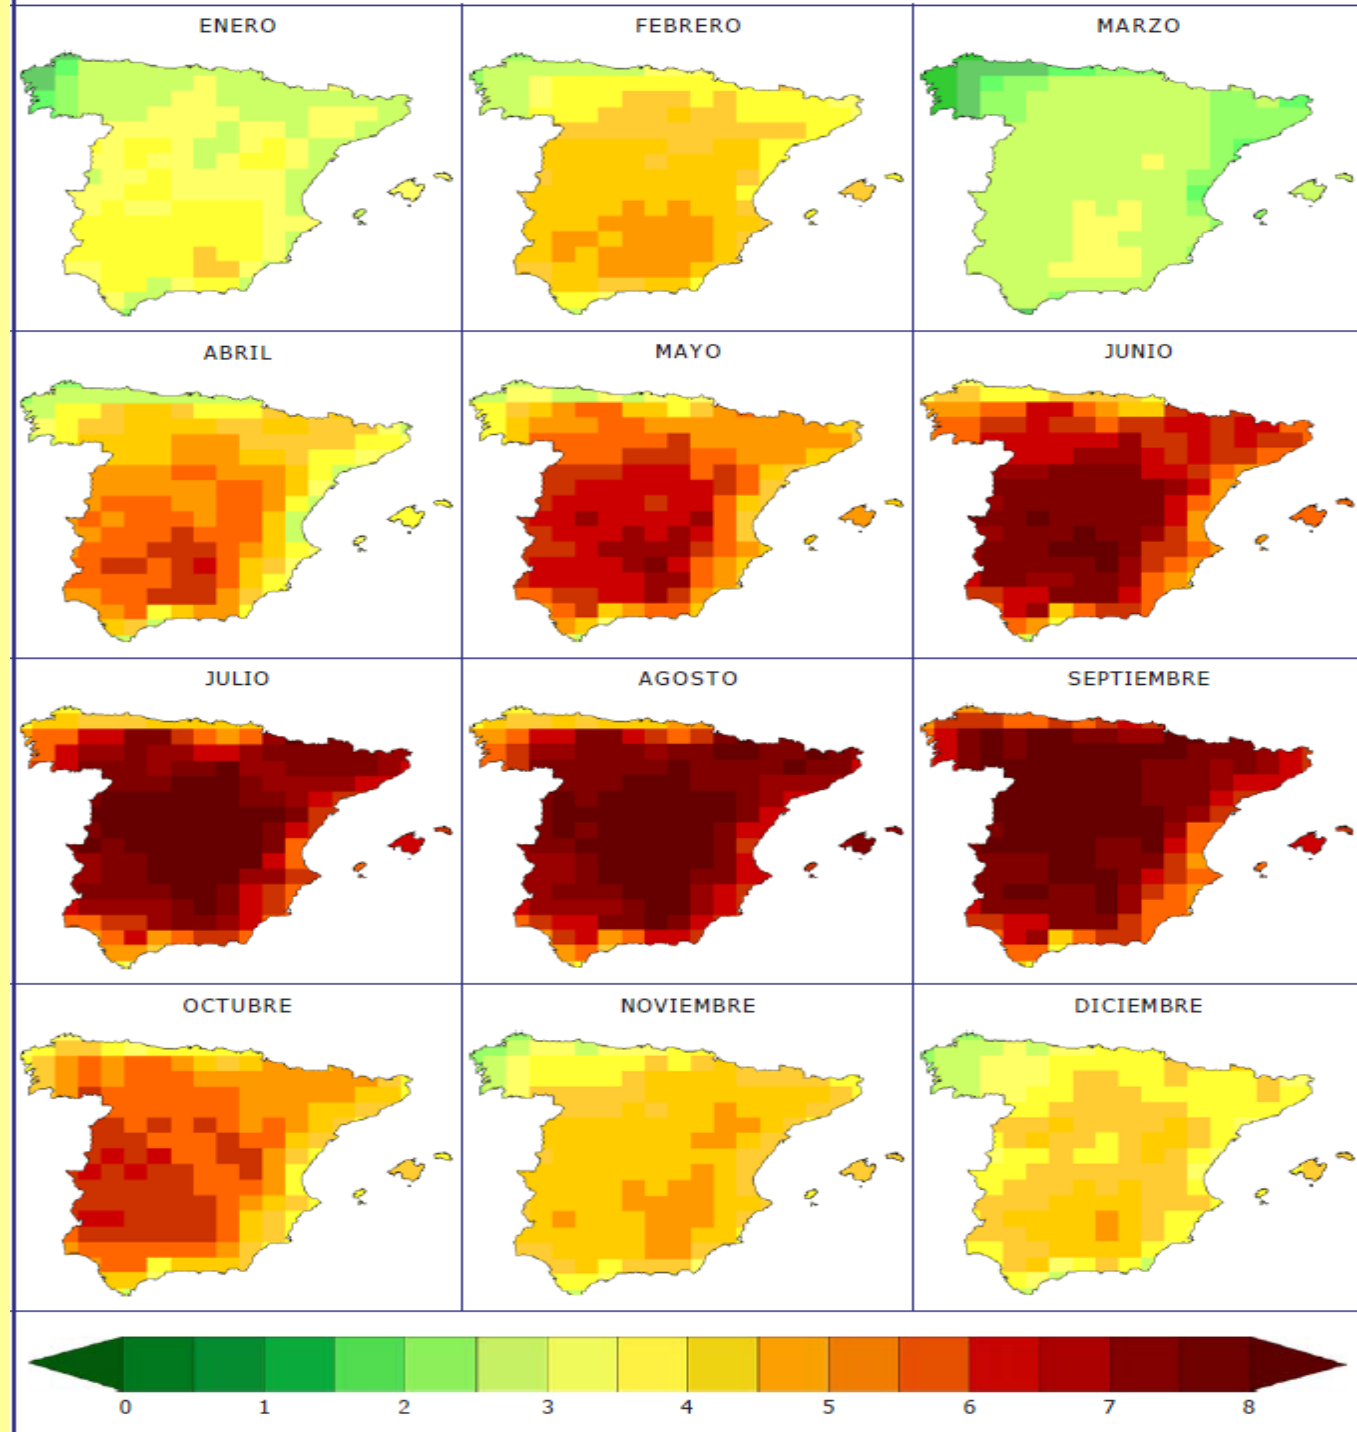 ENERO FEBRERO MARZO
ABRIL MAYO JUNIO
JULIO AGOSTO SEPTIEMBRE
OCTUBRE NOVIEMBRE DICIEMBRE
0 1 2 3 4 5 6 7 8